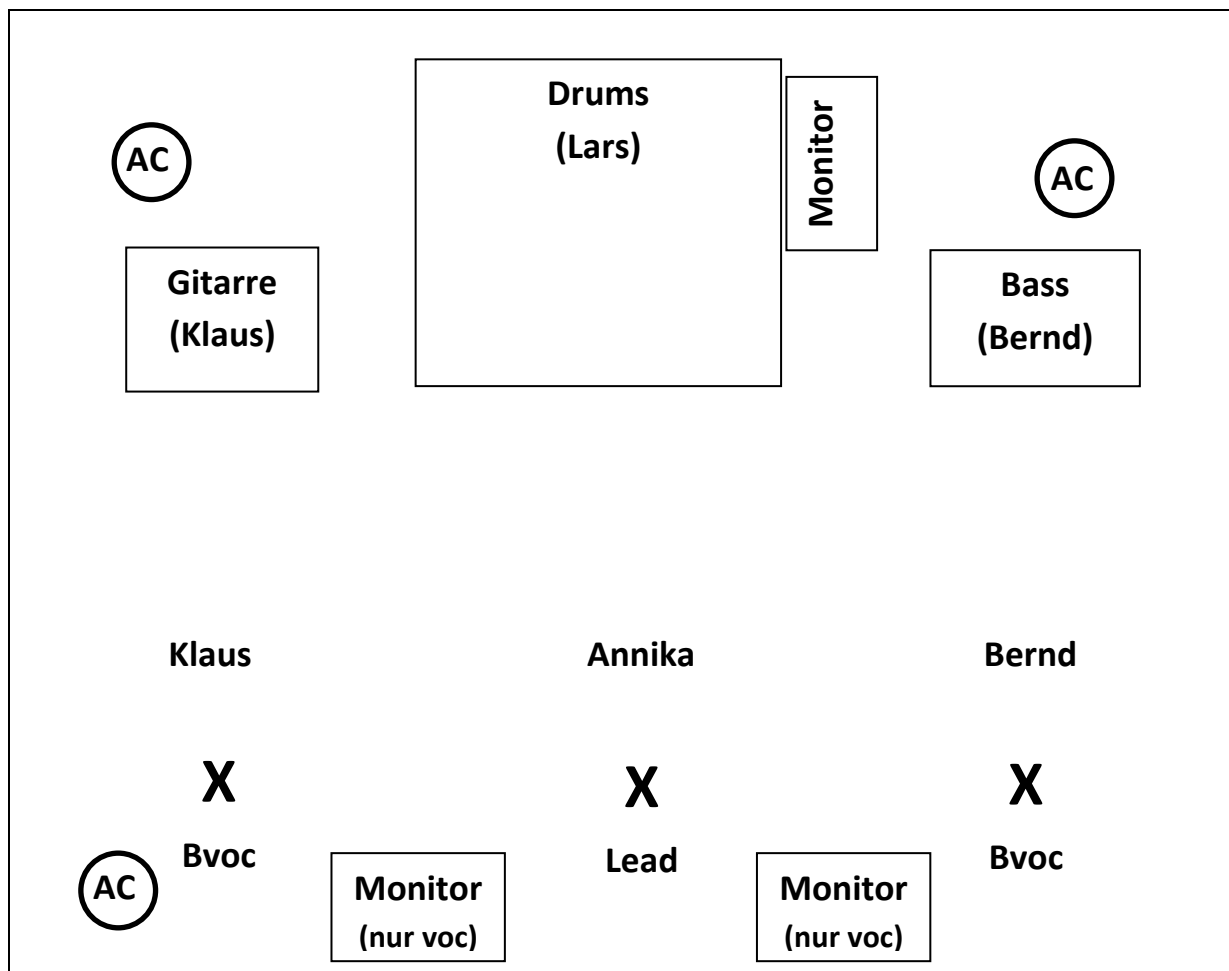 Drums
(Lars)
Monitor
AC
AC
Gitarre
(Klaus)
Bass
(Bernd)
Klaus
Annika
Bernd
X
X
X
Bvoc
Lead
Bvoc
AC
Monitor
(nur voc)
Monitor
(nur voc)